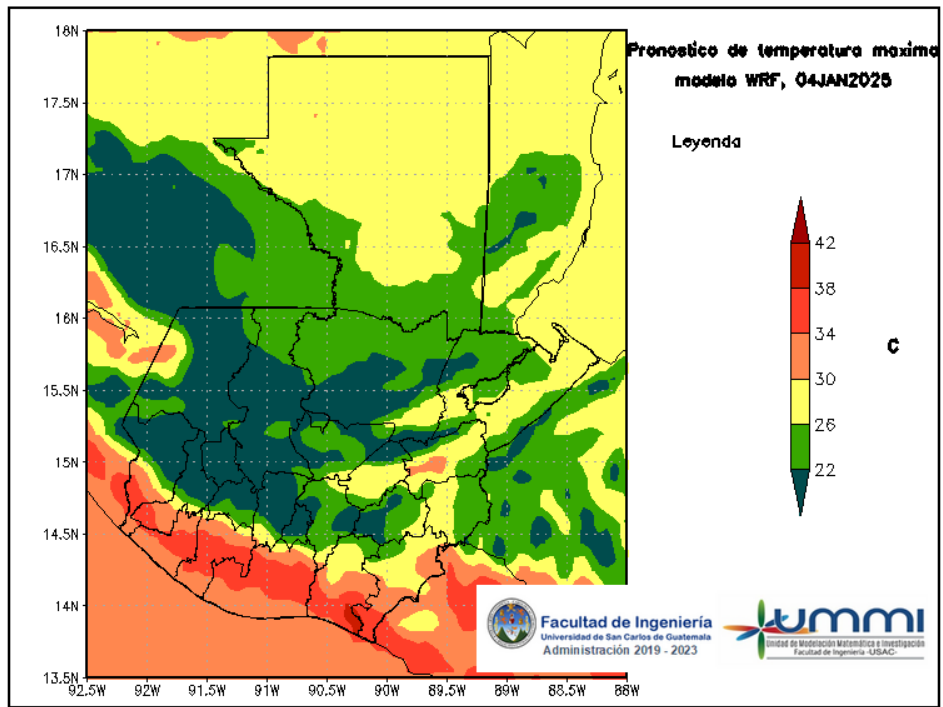 Pronostico de temperatura maxima
modelo WRF, 04JAN2025
Leyenda
18N
17.5N
17N
16.5N
16N
15.5N
15N
14.5N
14N
13.5N
92.5W 92W 91.5W 91W 90.5W 90W 89.5W 89W 88.5W 88W
42
38
34
30
26
22
C
Facultad de Ingeniería
Universidad de San Carlos de Guatemala
Administración 2019 - 2023
UMMI
Unidad de Modelación Matemática e Investigación
Facultad de Ingeniería -USAC-